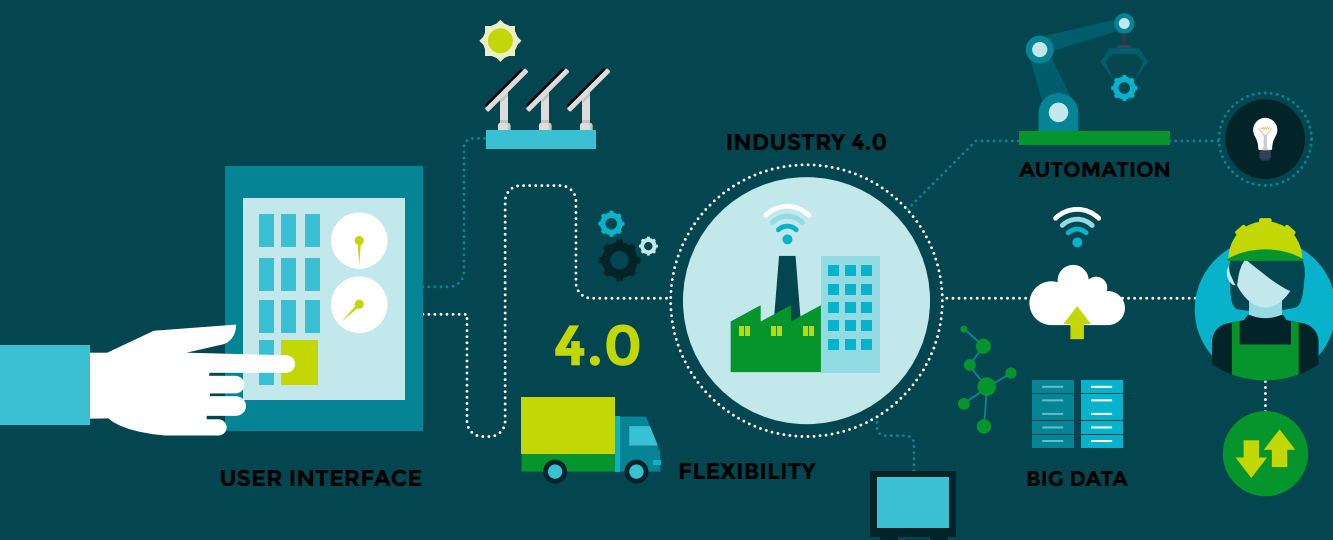 INDUSTRY 4.0
AUTOMATION
4.0
USER INTERFACE
FLEXIBILITY
BIG DATA